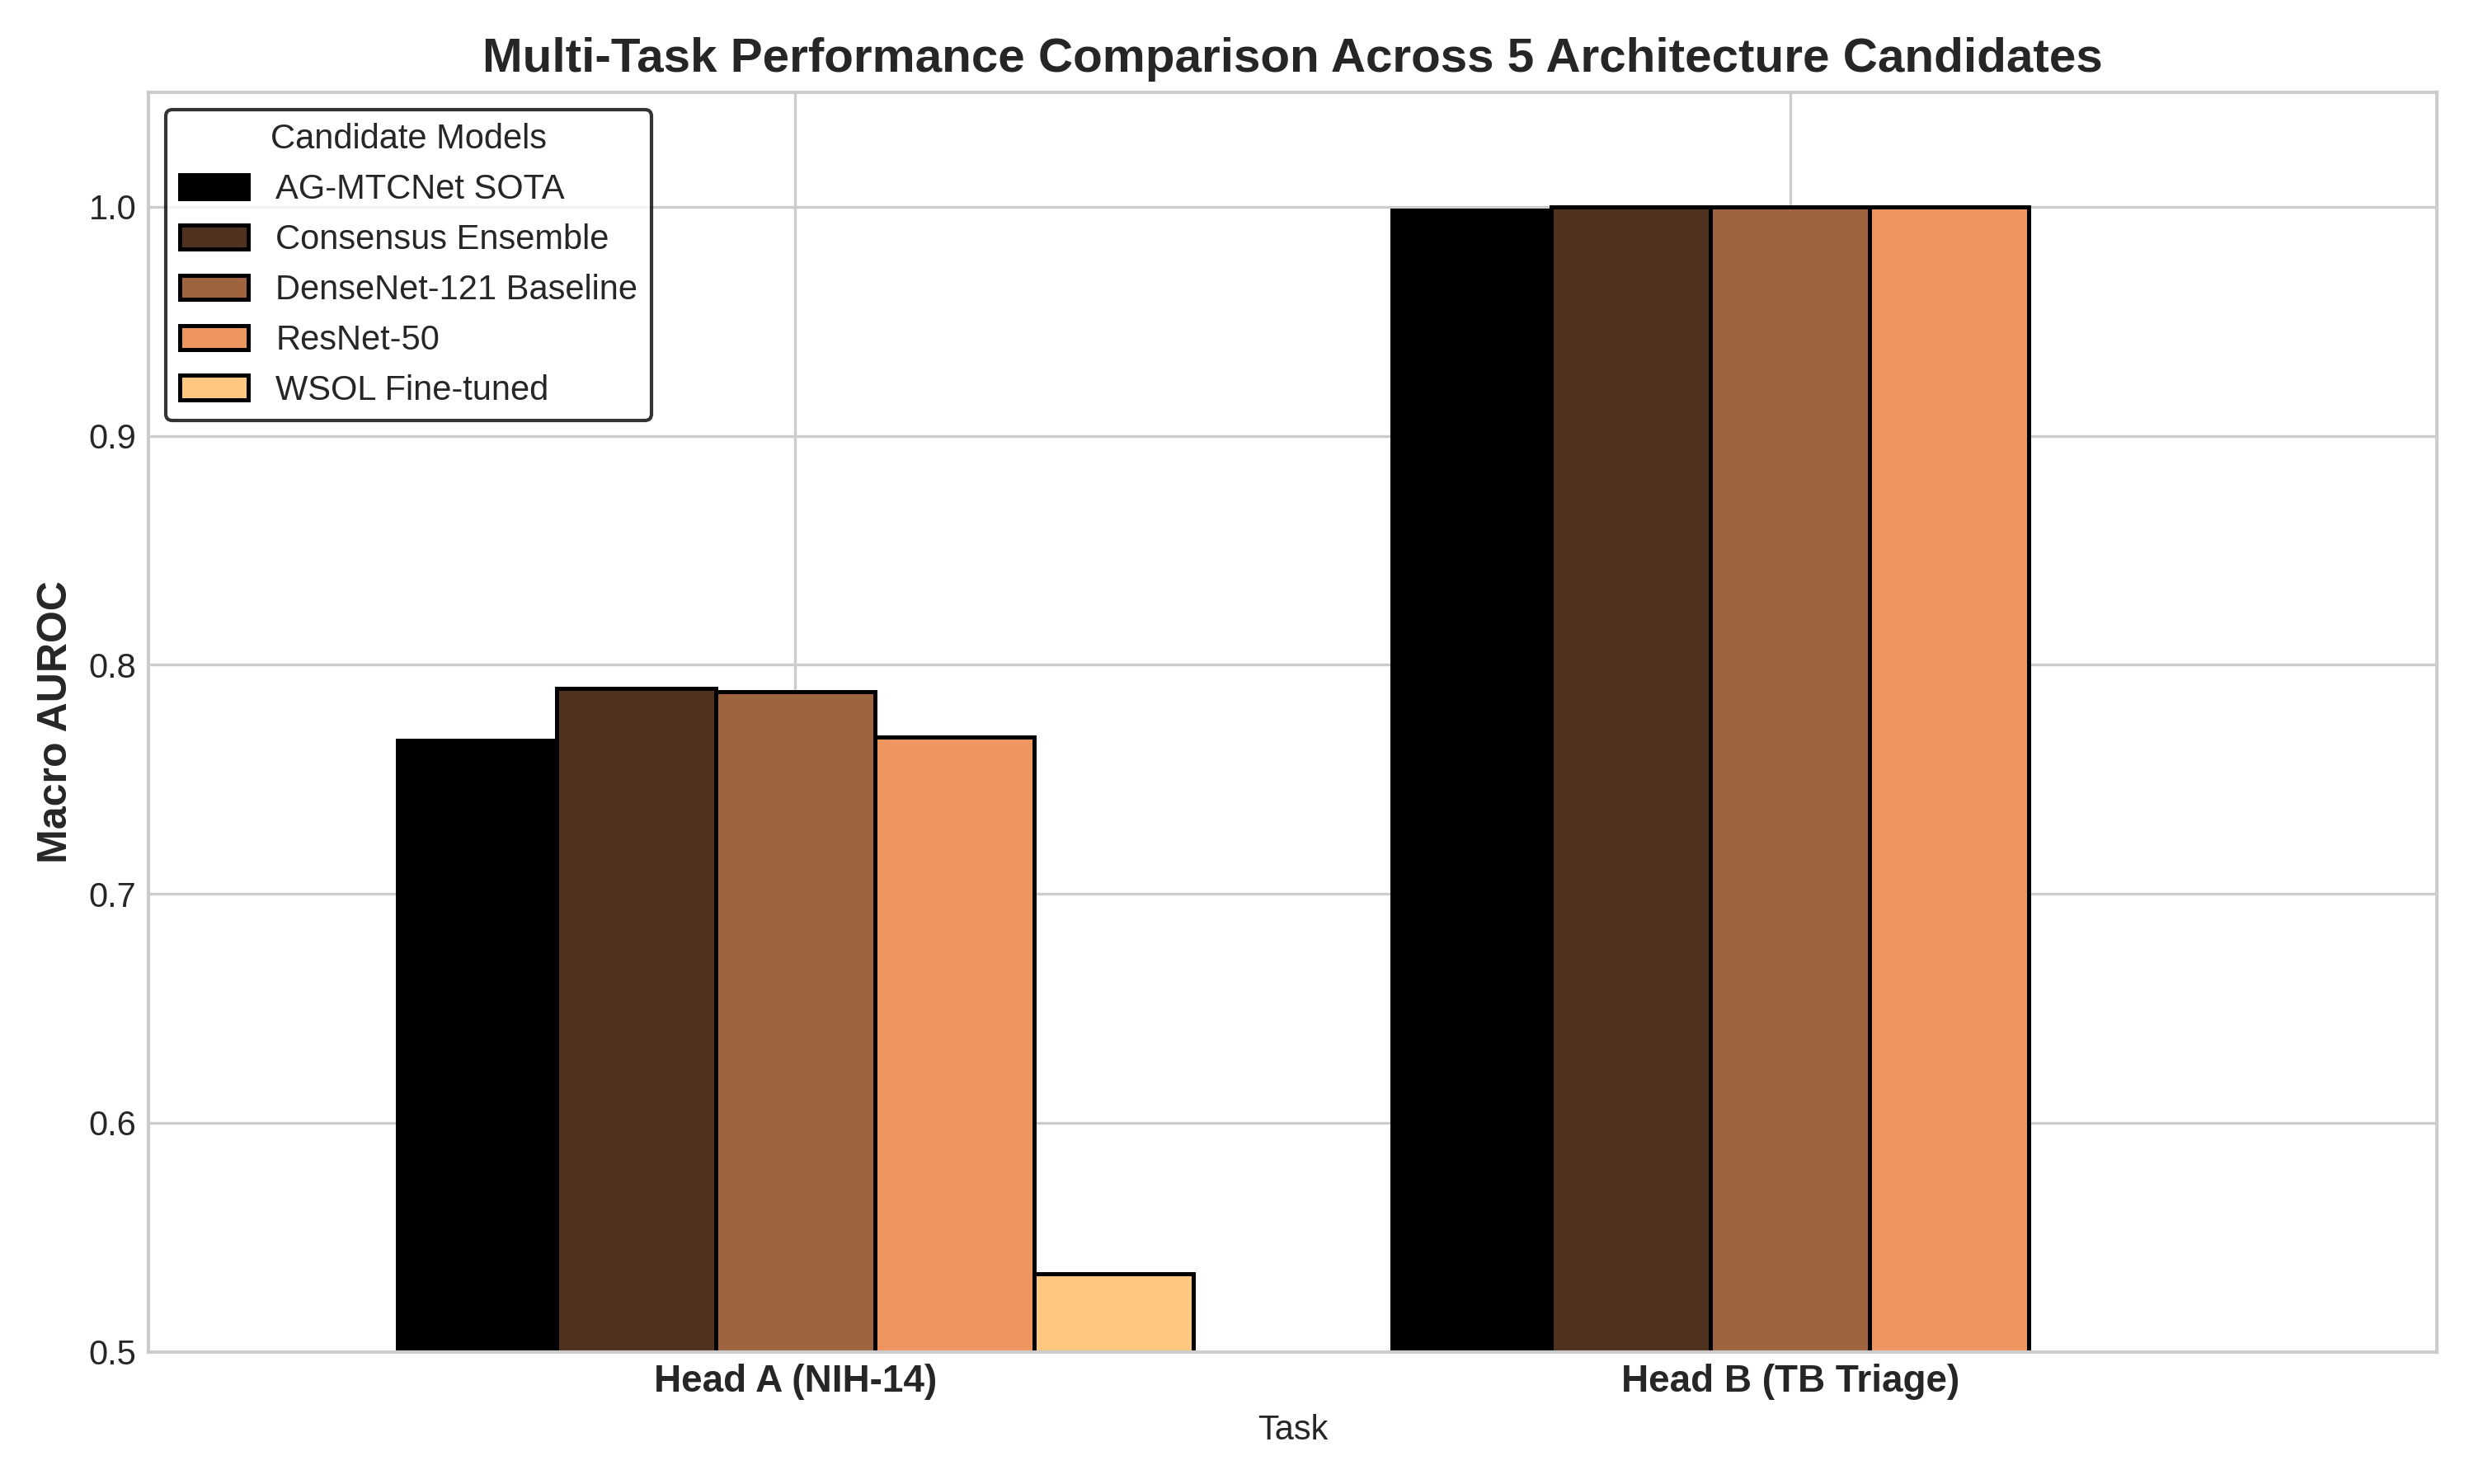 Multi-Task Performance Comparison Across 5 Architecture Candidates
Candidate Models
AG-MTCNet SOTA
Consensus Ensemble
DenseNet-121 Baseline
ResNet-50
WSOL Fine-tuned
Macro AUROC
1.0
0.9
0.8
0.7
0.6
0.5
Head A (NIH-14)
Head B (TB Triage)
Task